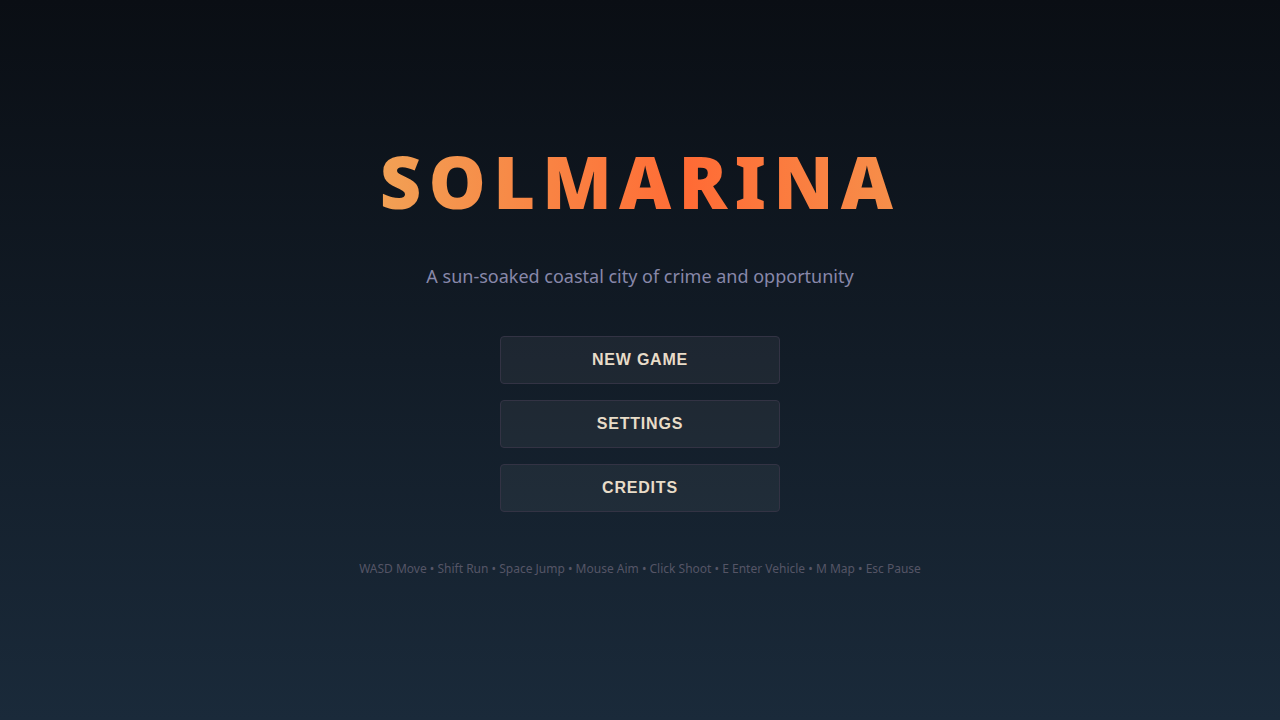 SOLMARINA
A sun-soaked coastal city of crime and opportunity
NEW GAME
SETTINGS
CREDITS
WASD Move • Shift Run • Space Jump • Mouse Aim • Click Shoot • E Enter Vehicle • M Map • Esc Pause